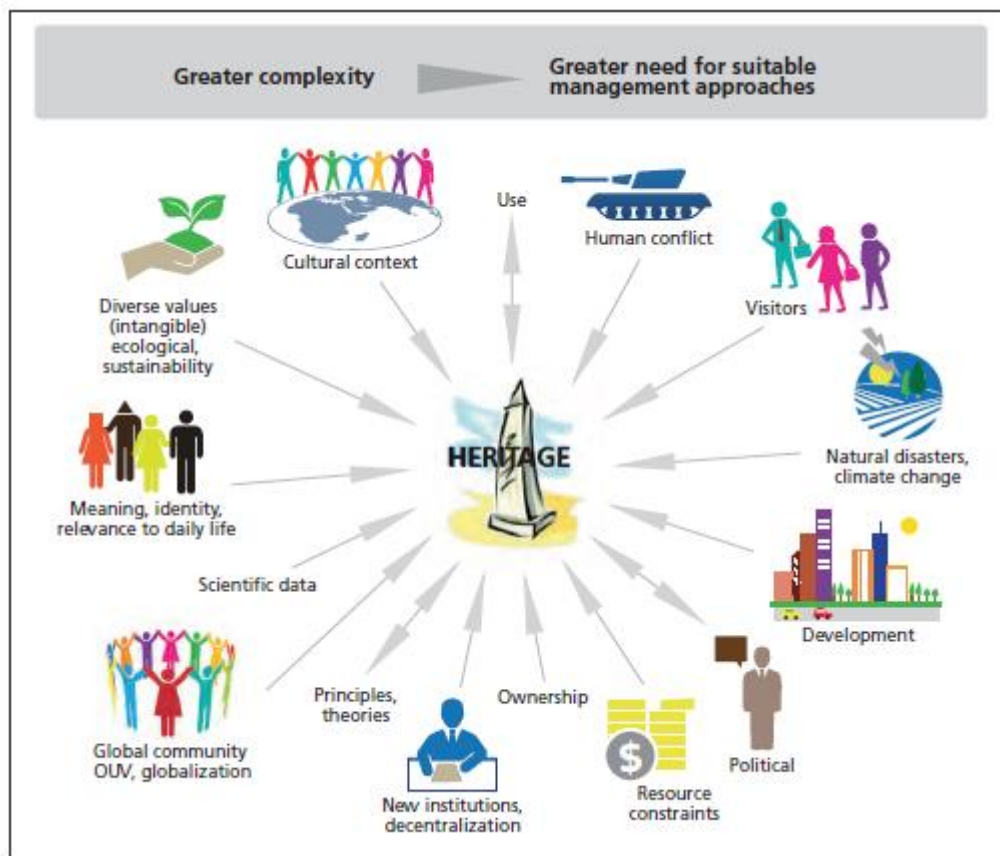 Greater complexity
Greater need for suitable
management approaches
Use
Human conflict
Cultural context
Visitors
Diverse values
(intangible)
ecological,
sustainability
HERITAGE
Natural disasters,
climate change
Meaning, identity,
relevance to daily life
Scientific data
Development
Principles,
theories
Ownership
Global community
OUV, globalization
$
Political
New institutions,
decentralization
Resource
constraints